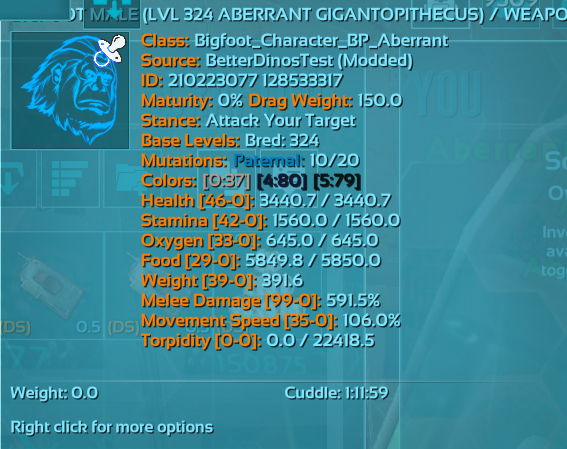 MALE (LVL 324 ABERRANT GIGANTOPITHECUS) / WEAPO
Class: Bigfoot_Character_BP_Aberrant
Source: BetterDinosTest (Modded)
ID: 210223077 128533317
Maturity: 0% Drag Weight: 150.0
Stance: Attack Your Target
Base Levels: Bred: 324
Mutations: Paternal: 10/20
Colors: [0:37] [4:80] [5:79]
Health [46-0]: 3440.7 / 3440.7
Stamina [42-0]: 1560.0 / 1560.0
Oxygen [33-0]: 645.0 / 645.0
Food [29-0]: 5849.8 / 5850.0
Weight [39-0]: 391.6
Melee Damage [99-0]: 591.5%
Movement Speed [35-0]: 106.0%
Torpidity [0-0]: 0.0 / 22418.5
Weight: 0.0 Cuddle: 1:11:59
Right click for more options
YOU
(DS) 0.5 (DS)